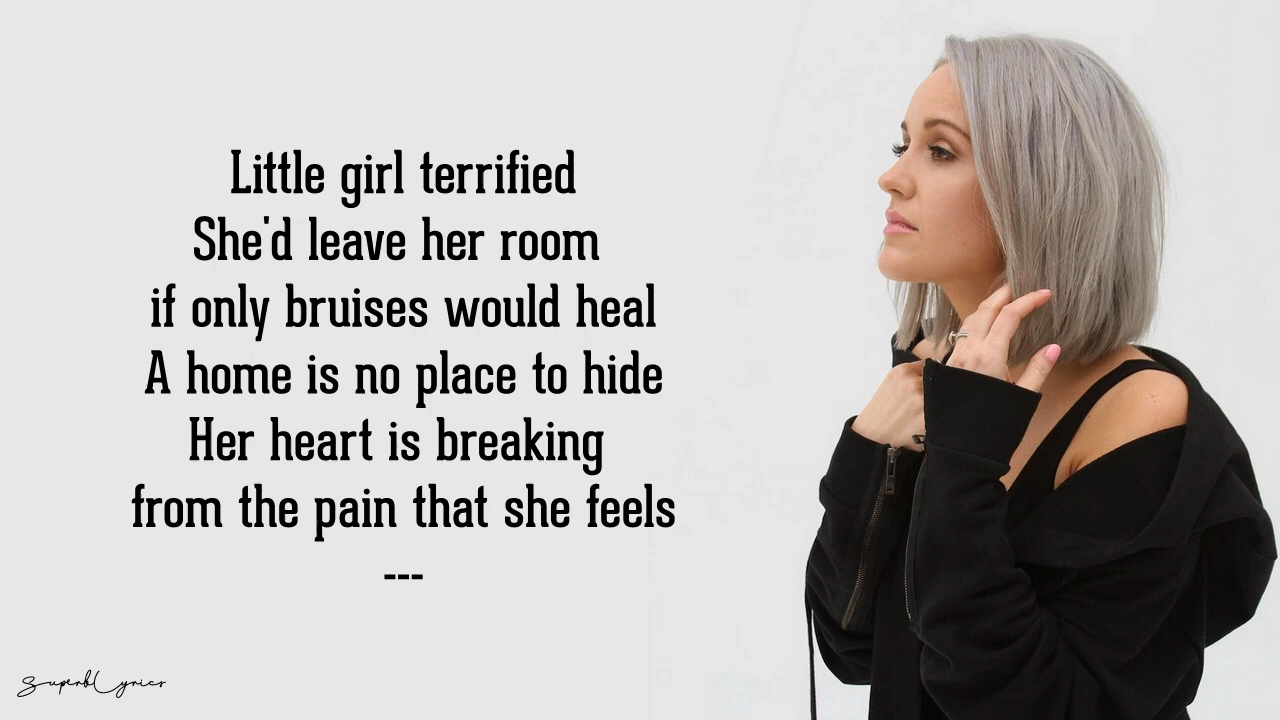 Little girl terrified
She'd leave her room
if only bruises would heal
A home is no place to hide
Her heart is breaking
from the pain that she feels
---
SuperbLyrics